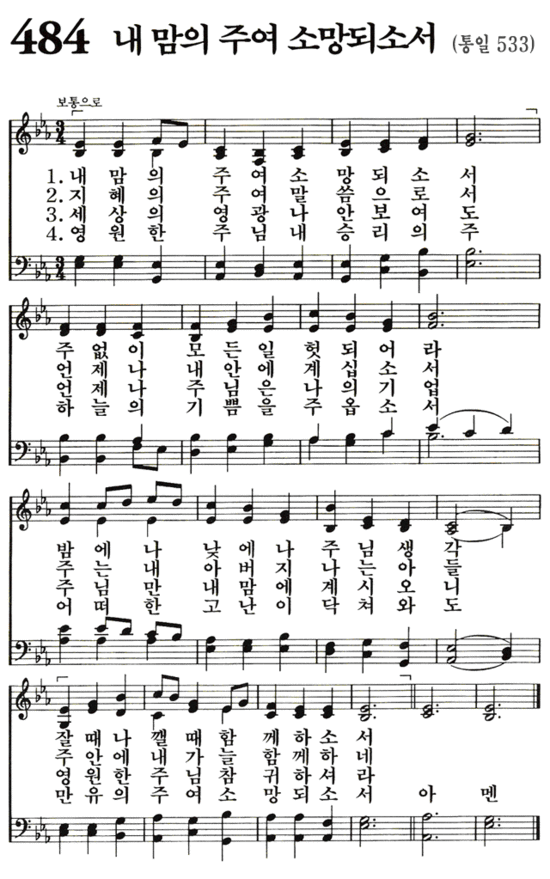 484 내 맘의 주여 소망되소서 (통일 533)
보통으로
1. 내 맘의 주여 소망되소서
2. 지혜의 주여 말씀으로서
3. 세상의 영광나 안보여도
4. 영원한 주님 내 승리의 주
주 없이 모든 일 헛되어라
언제나 내안에 계십소서
언제나 주님은 나의 기업
하늘의 기쁨을 주옵소서
밤에나 낮에나 주님 생각
주는 내 아버지 나는 아들
주님만 내 맘에 계시오니
어떠한 고난이 닥쳐와도
잘 때나 깰 때 함께 하소서
주안에 내가 늘 함께 하네
영원한 주님 참 귀하셔라
만유의 주여 소망되소서 아멘